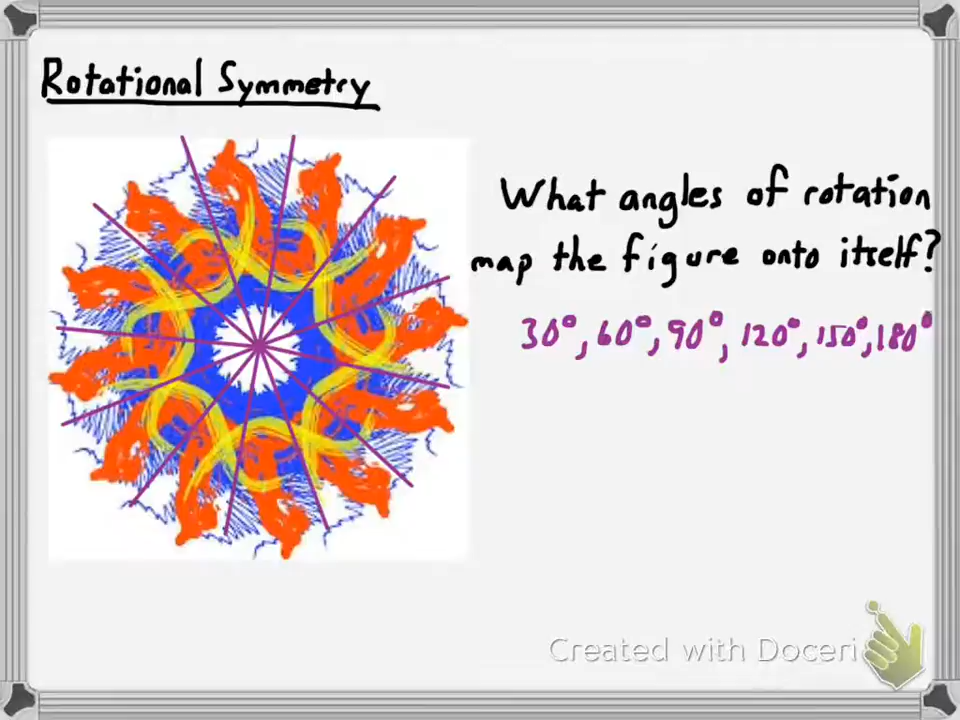 Rotational Symmetry
What angles of rotation
map the figure onto itself?
30°, 60°, 90°, 120°, 150°, 180°
Created with Doceri